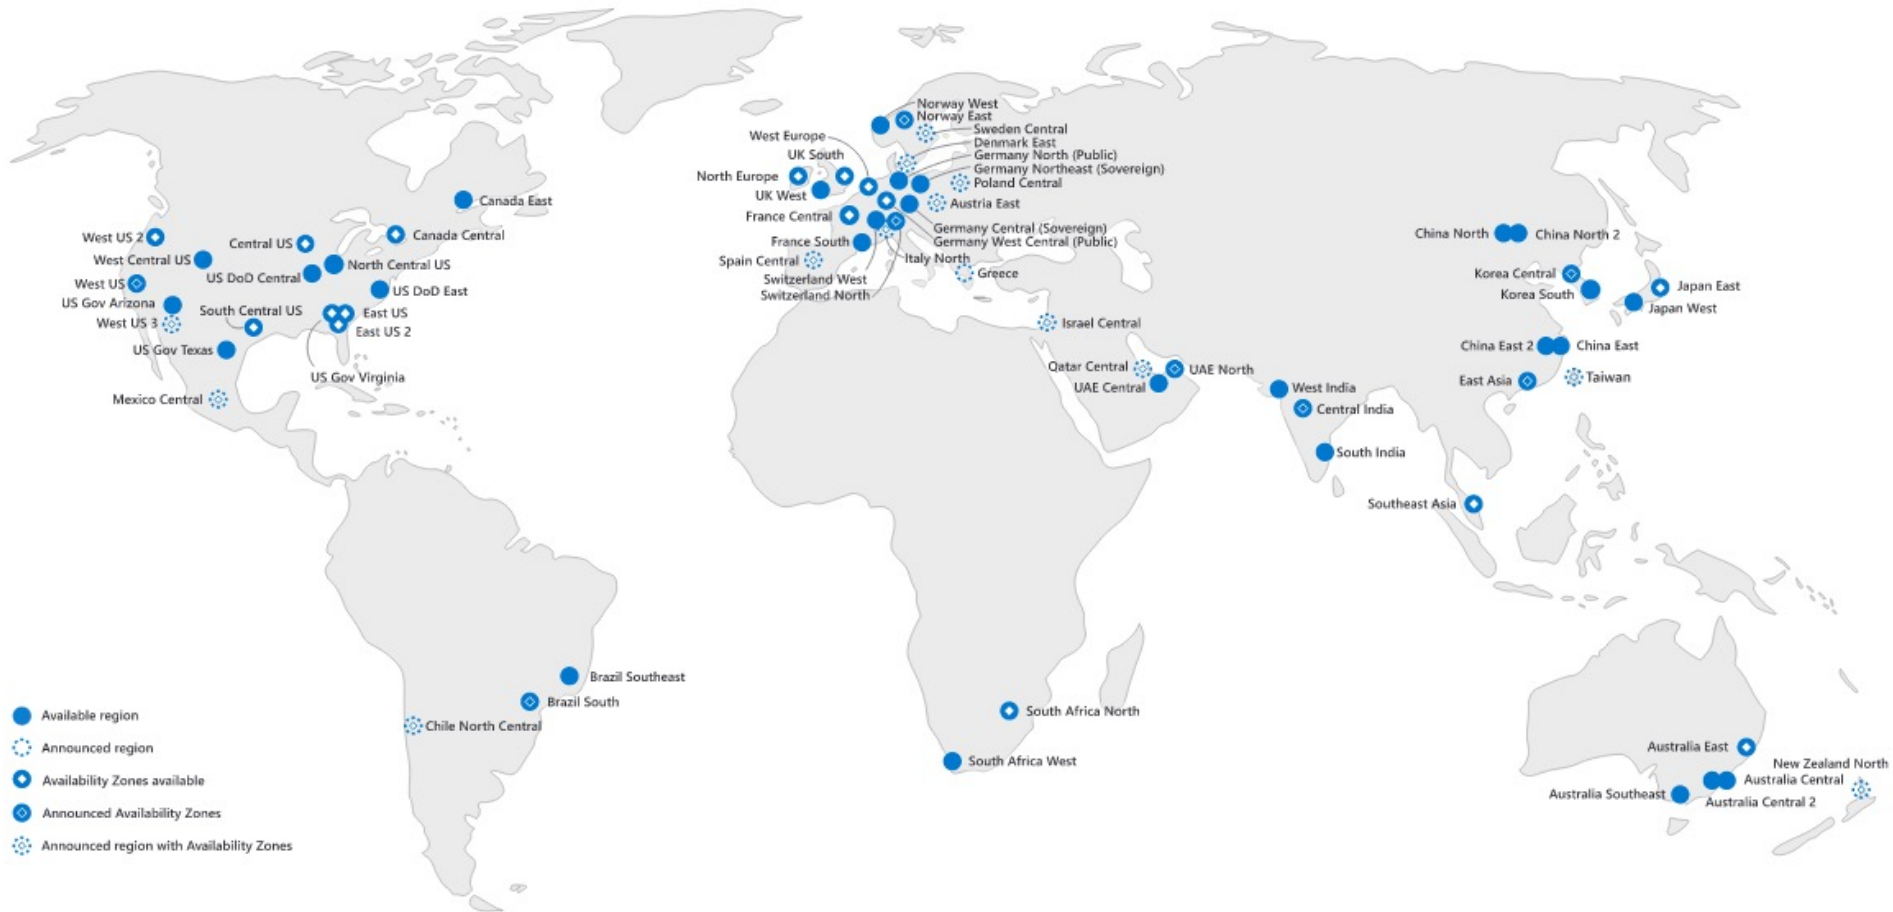 Norway West
Norway East
Sweden Central
Denmark East
Germany North (Public)
Germany Northeast (Sovereign)
Poland Central
Austria East
West Europe
UK South
North Europe
UK West
France Central
France South
Spain Central
Switzerland West
Switzerland North
Germany Central (Sovereign)
Germany West Central (Public)
Italy North
Greece
Israel Central
Qatar Central
UAE North
UAE Central
Canada East
Canada Central
West US 2
Central US
West Central US
North Central US
US DoD Central
West US
US DoD East
US Gov Arizona
South Central US
East US
West US 3
East US 2
US Gov Texas
US Gov Virginia
Mexico Central
China North
China North 2
Korea Central
Korea South
Japan East
Japan West
China East 2
China East
East Asia
Taiwan
West India
Central India
South India
Southeast Asia
Brazil Southeast
Brazil South
Chile North Central
South Africa North
South Africa West
Australia East
New Zealand North
Australia Central
Australia Southeast
Australia Central 2
Available region
Announced region
Availability Zones available
Announced Availability Zones
Announced region with Availability Zones